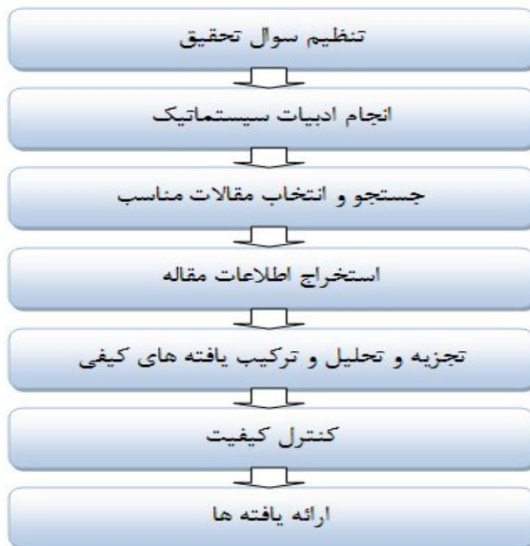 تنظیم سوال تحقیق
انجام ادبیات سیستماتیک
جستجو و انتخاب مقالات مناسب
استخراج اطلاعات مقاله
تجزیه و تحلیل و ترکیب یافته های کیفی
کنترل کیفیت
ارائه یافته ها